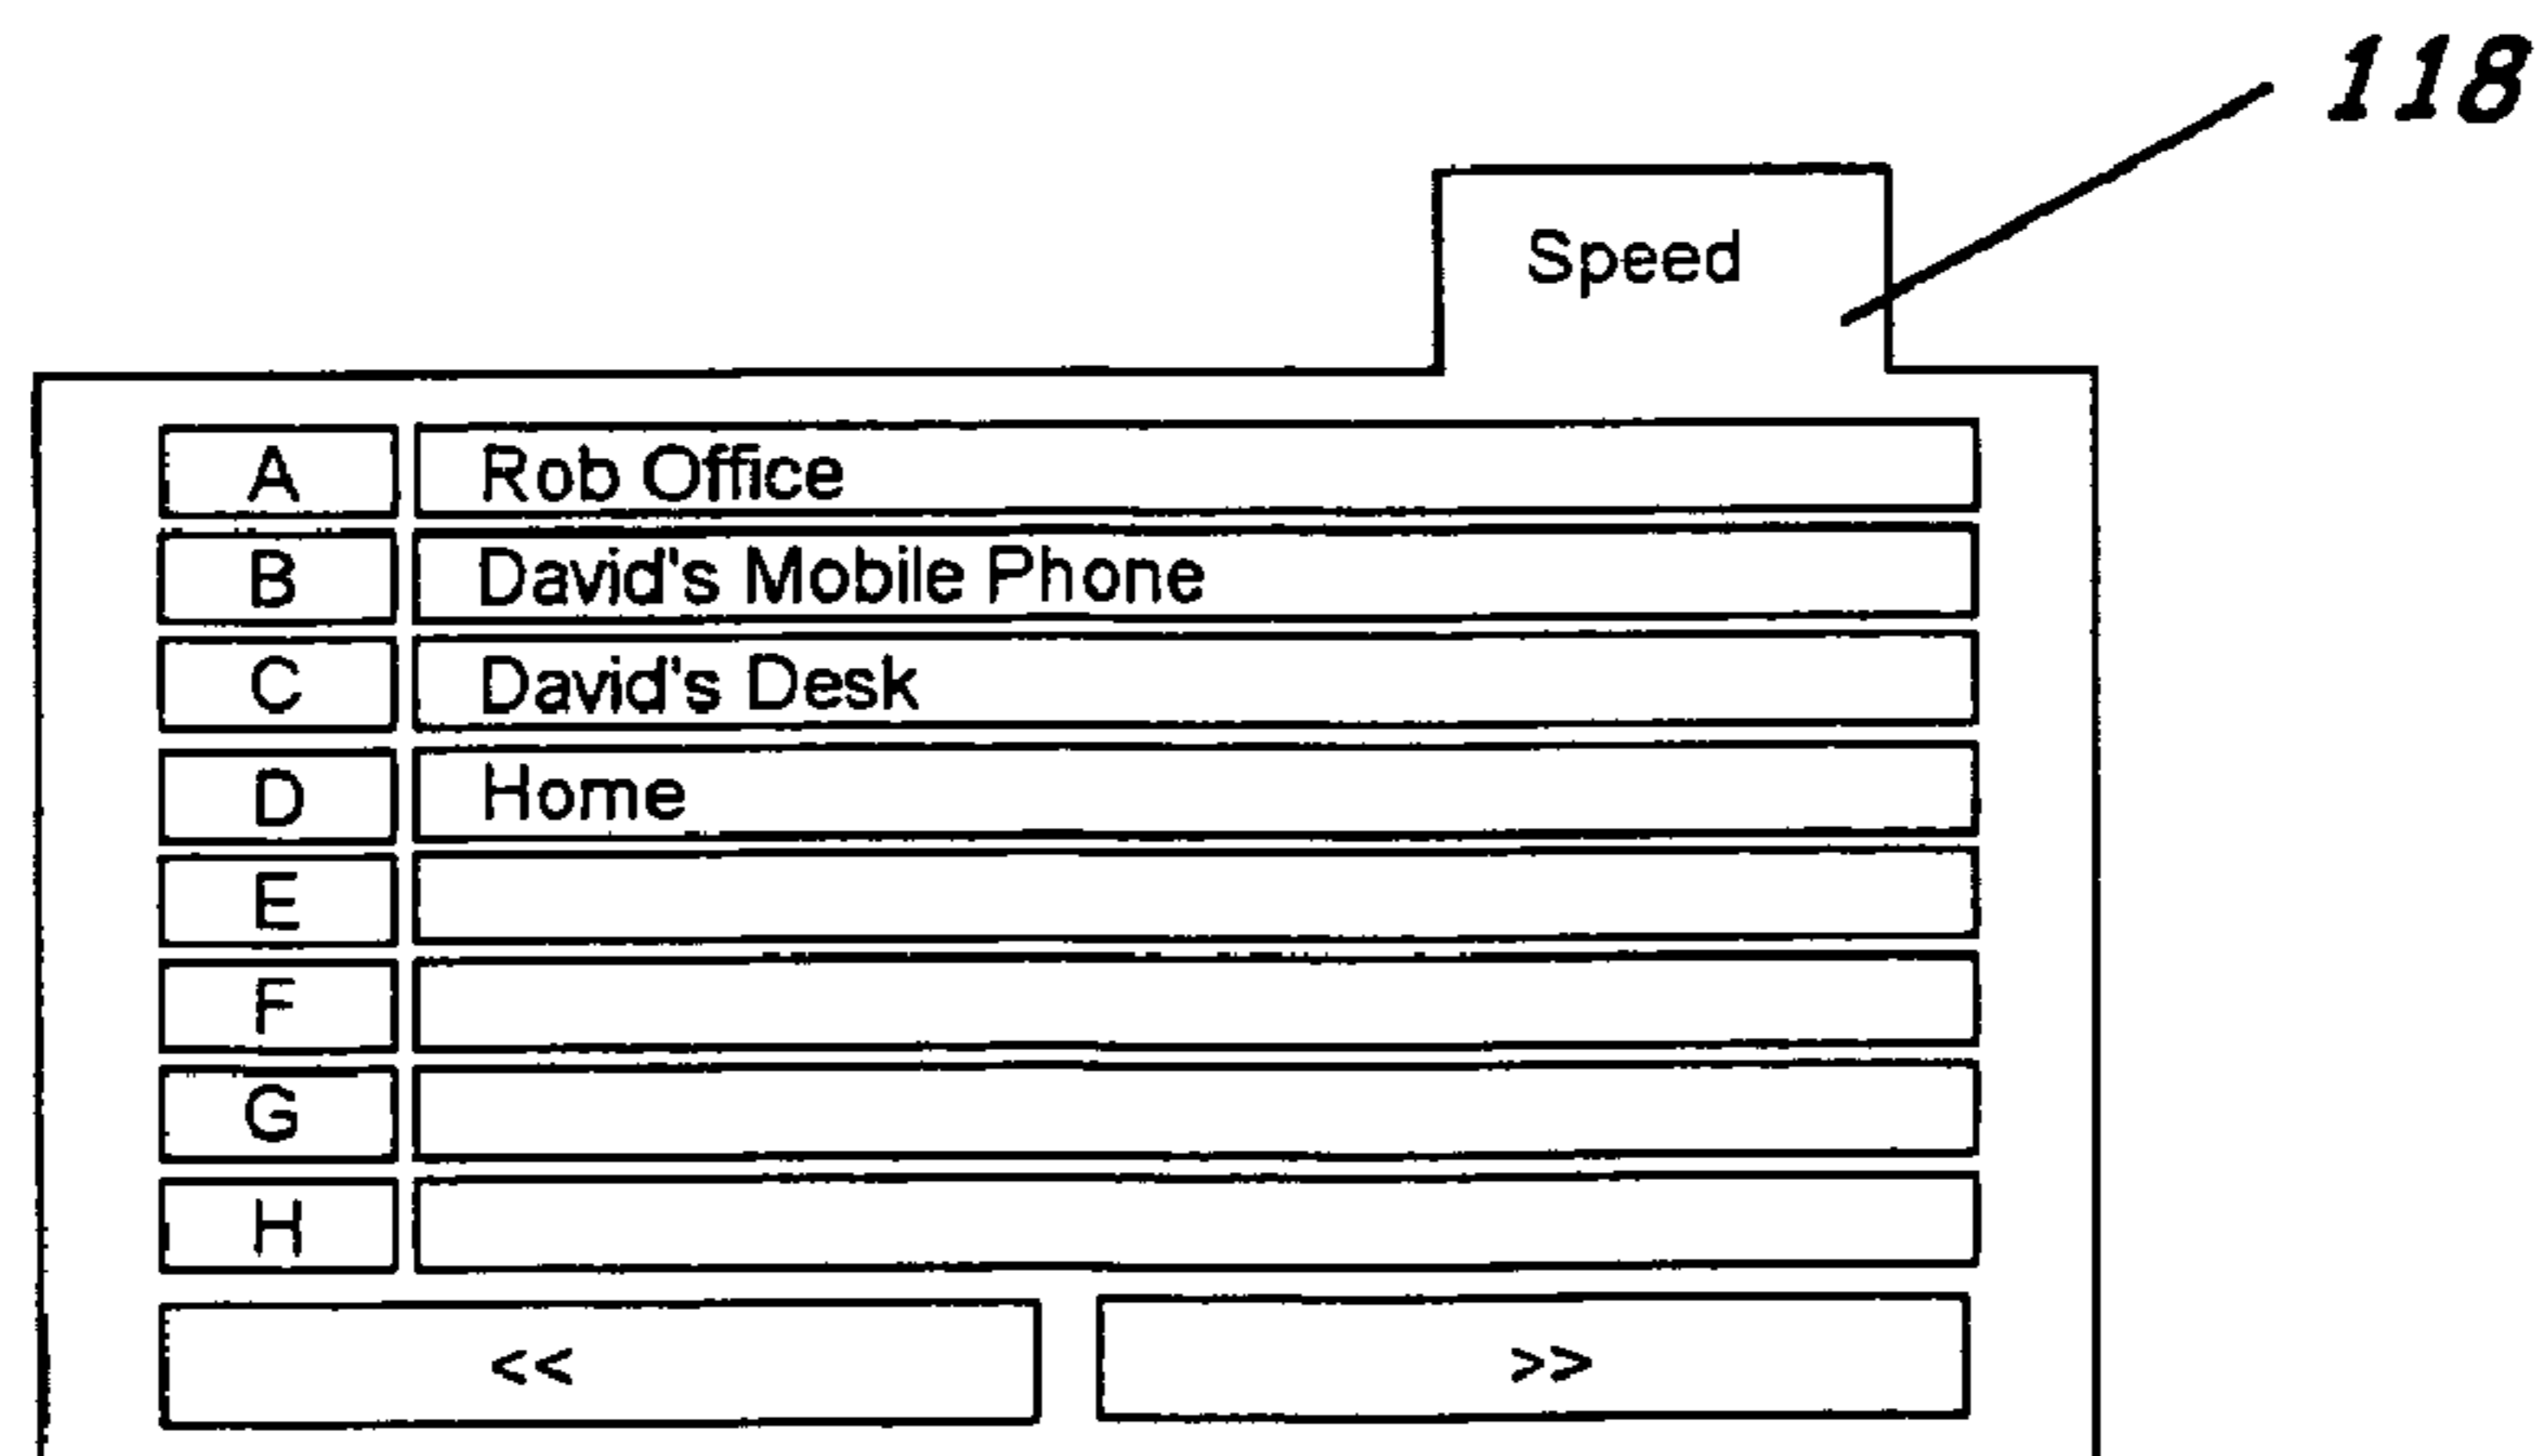 118
Speed
A Rob Office
B David's Mobile Phone
C David's Desk
D Home
E
F
G
H
<< >>